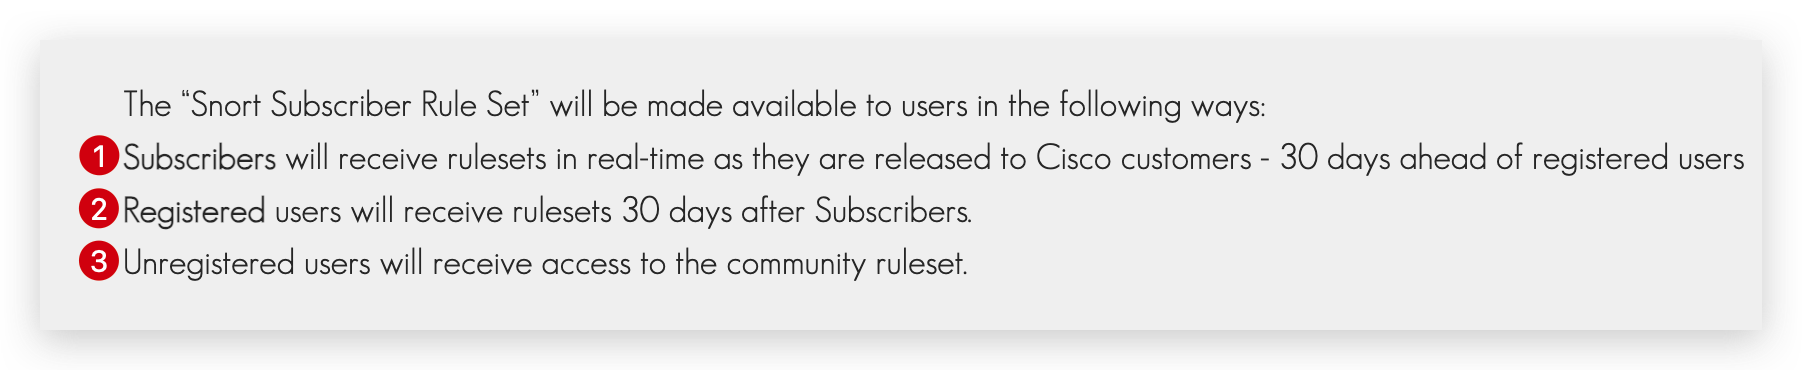 The “Snort Subscriber Rule Set” will be made available to users in the following ways:
1 Subscribers will receive rulesets in real-time as they are released to Cisco customers - 30 days ahead of registered users
2 Registered users will receive rulesets 30 days after Subscribers.
3 Unregistered users will receive access to the community ruleset.